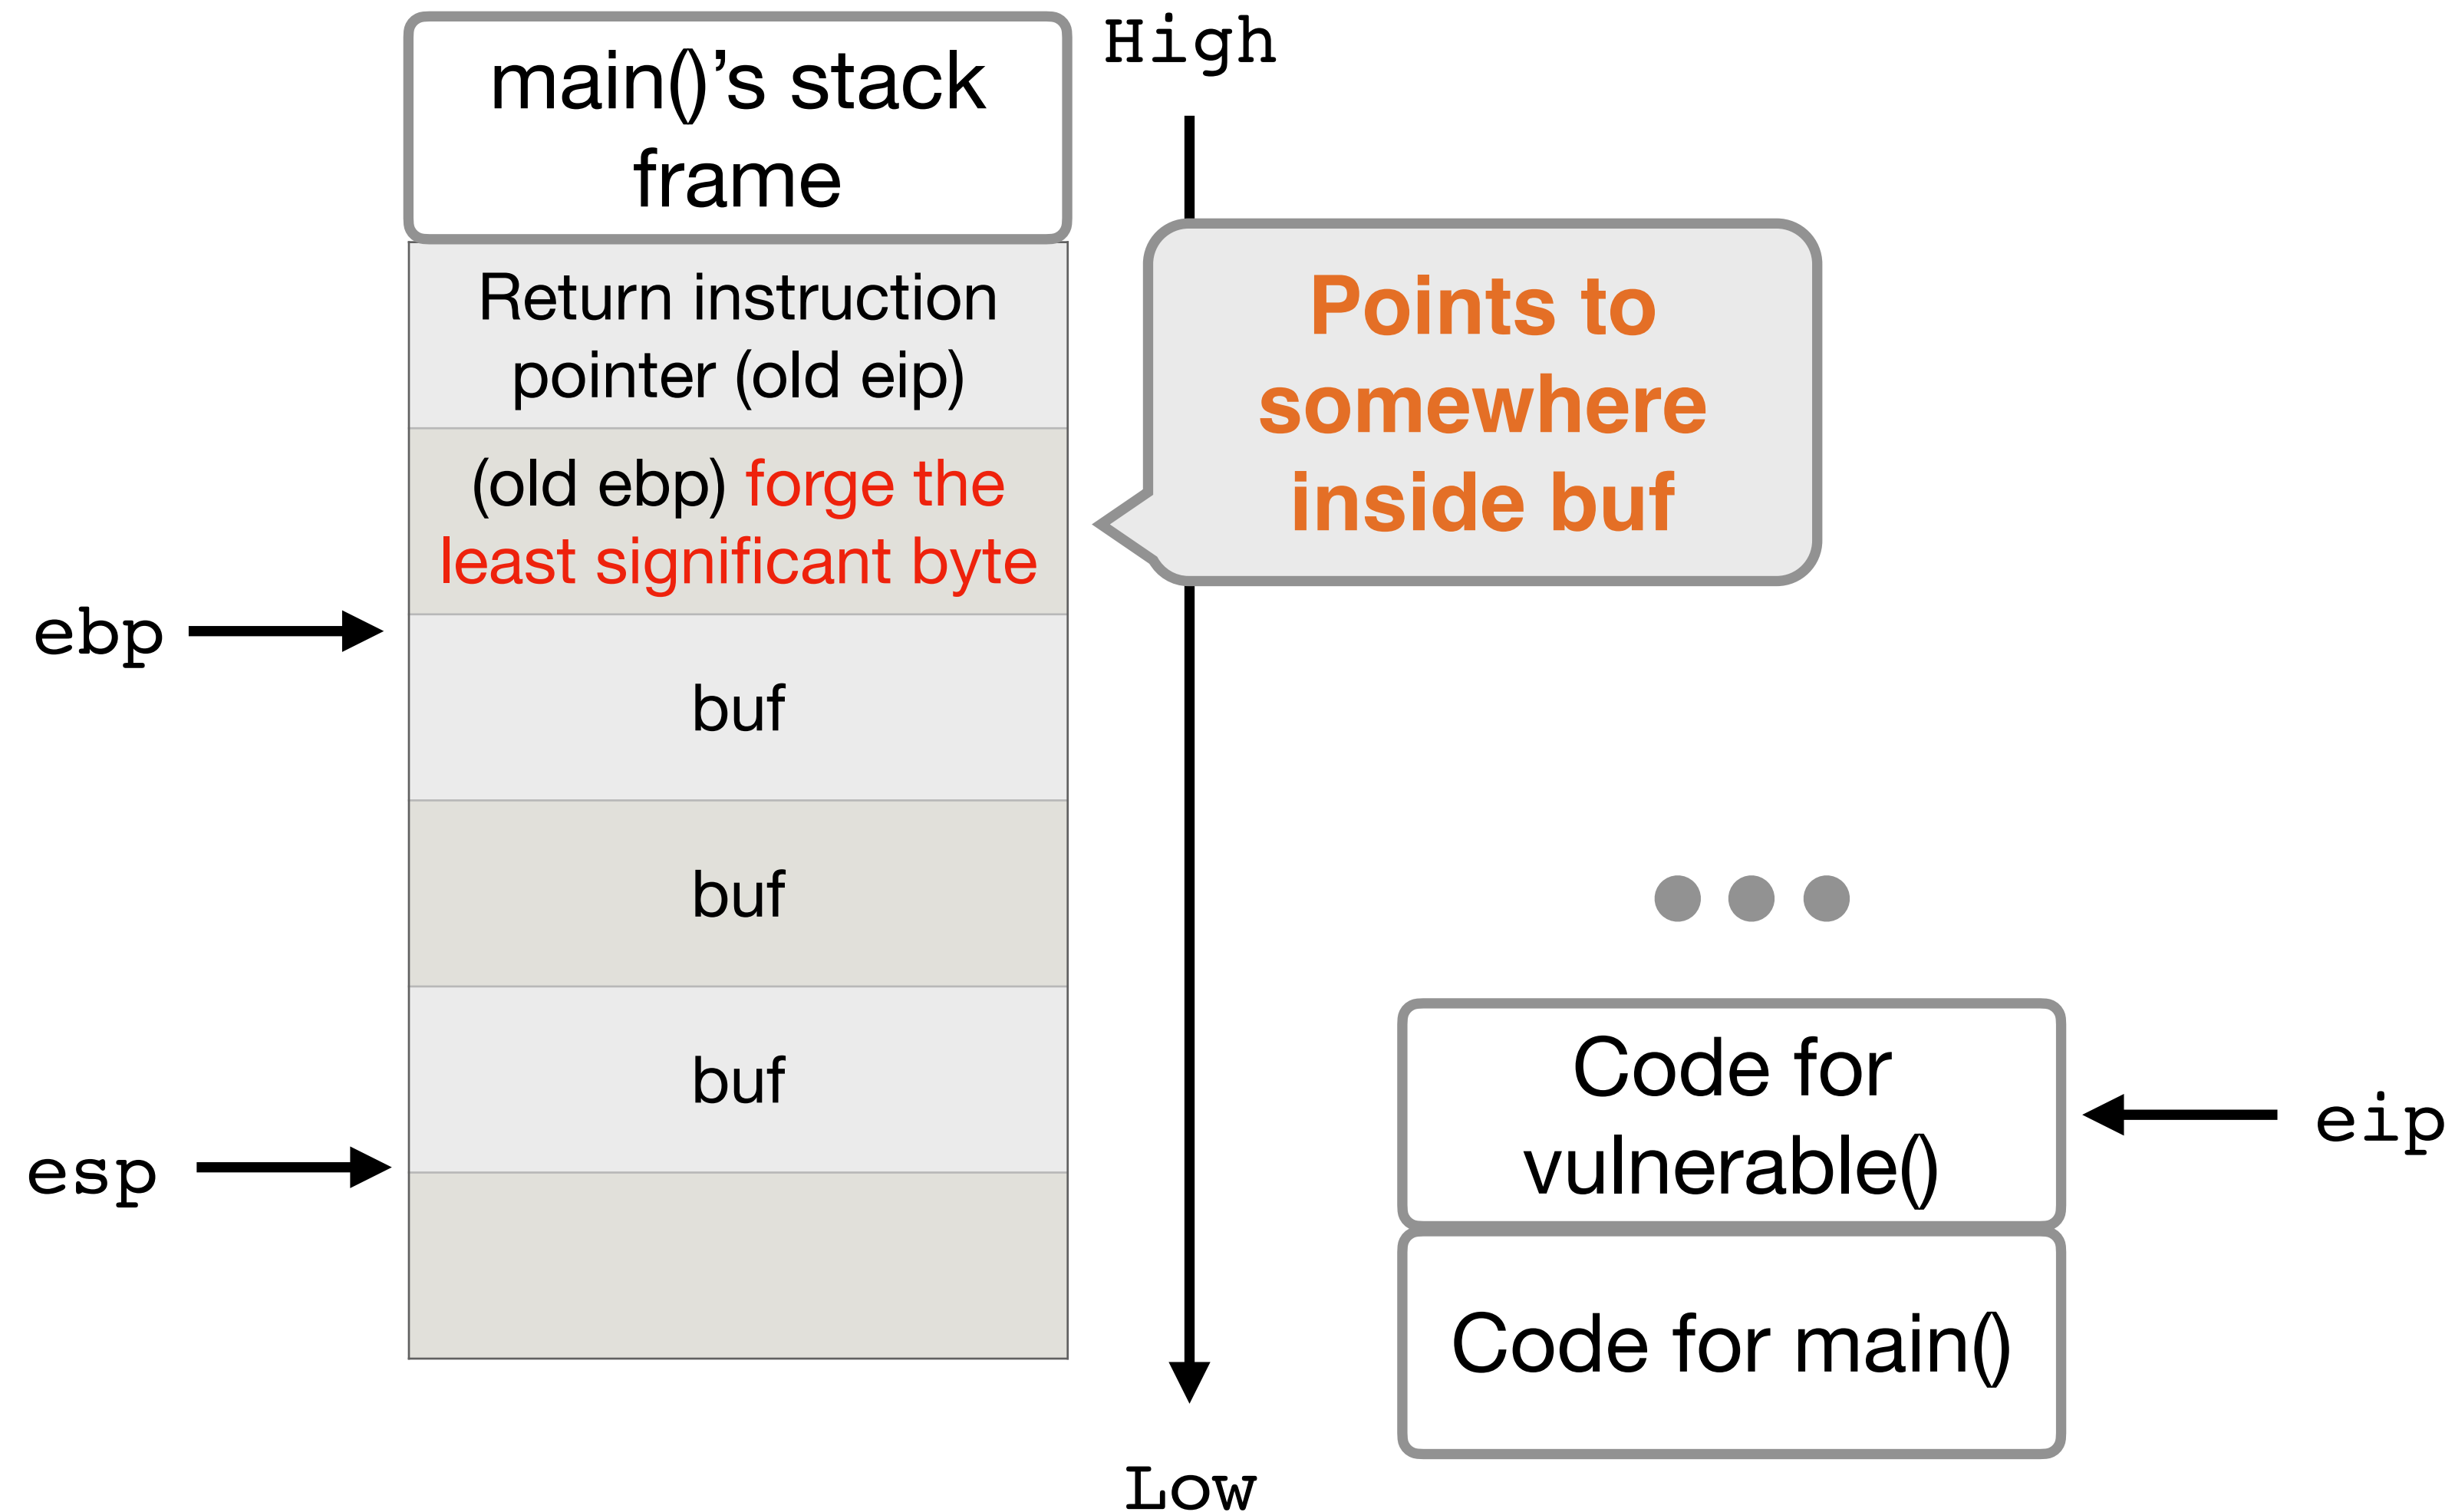 main()’s stack
frame
High
Return instruction
pointer (old eip)
Points to
somewhere
inside buf
(old ebp) forge the
least significant byte
ebp
buf
buf
buf
esp
Code for
vulnerable()
eip
Code for main()
Low